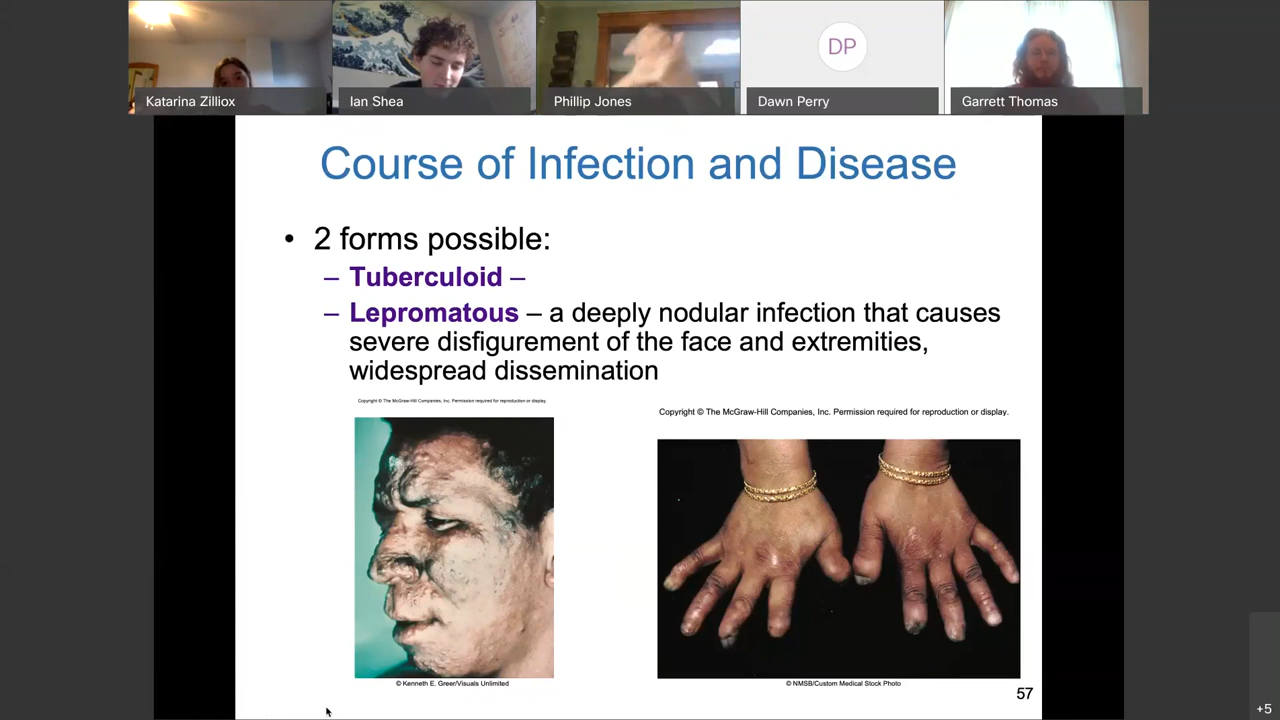 Katarina Zilliox
Ian Shea
Phillip Jones
DP
Dawn Perry
Garrett Thomas
Course of Infection and Disease
• 2 forms possible:
– Tuberculoid –
– Lepromatous – a deeply nodular infection that causes
severe disfigurement of the face and extremities,
widespread dissemination
Copyright © The McGraw-Hill Companies, Inc. Permission required for reproduction or display.
Copyright © The McGraw-Hill Companies, Inc. Permission required for reproduction or display.
© Kenneth E. Greer/Visuals Unlimited
© NMSB/Custom Medical Stock Photo
57
+5